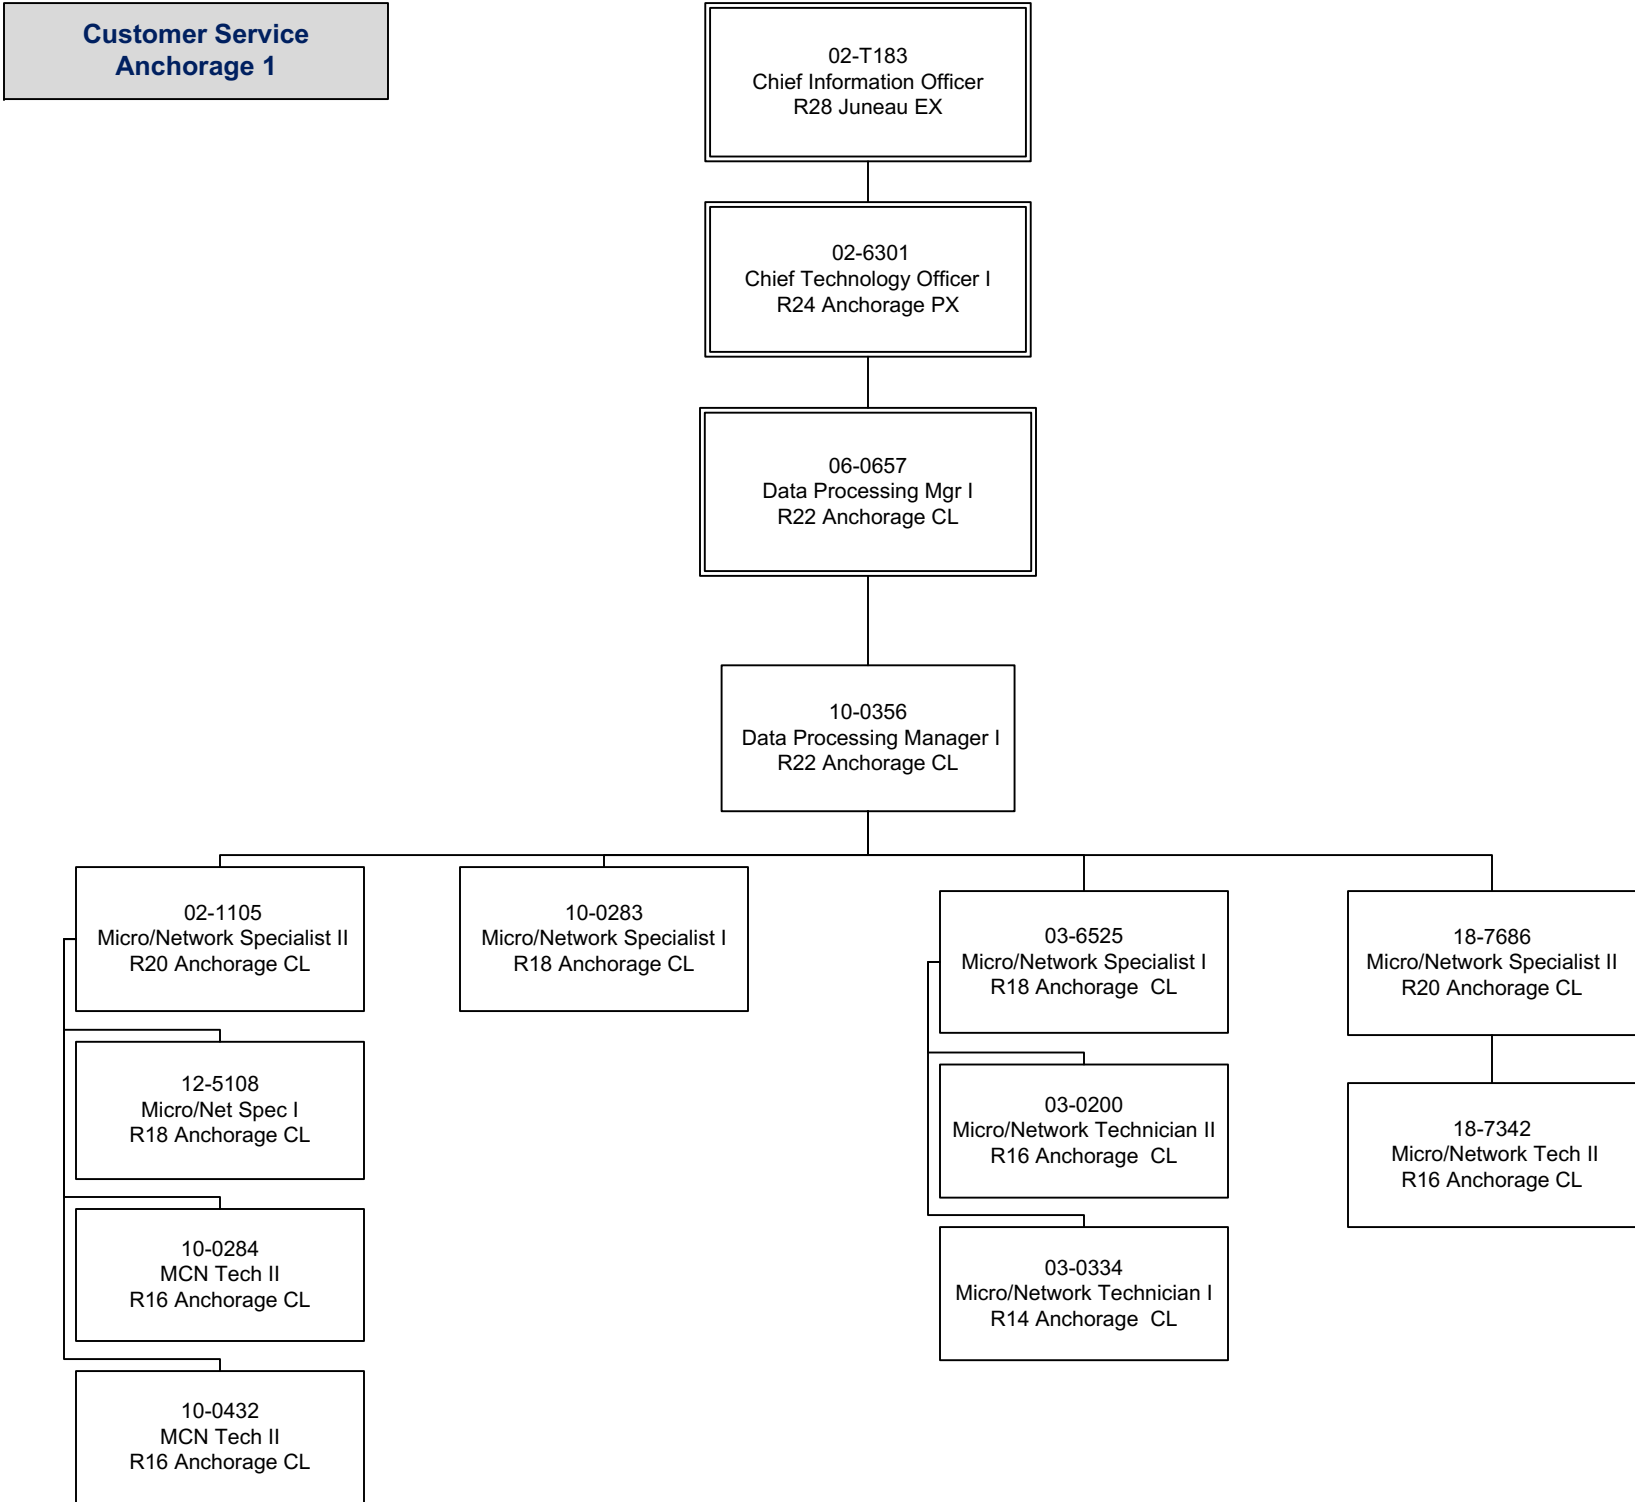 Customer Service
Anchorage 1
02-T183
Chief Information Officer
R28 Juneau EX
02-6301
Chief Technology Officer I
R24 Anchorage PX
06-0657
Data Processing Mgr I
R22 Anchorage CL
10-0356
Data Processing Manager I
R22 Anchorage CL
02-1105
Micro/Network Specialist II
R20 Anchorage CL
12-5108
Micro/Net Spec I
R18 Anchorage CL
10-0284
MCN Tech II
R16 Anchorage CL
10-0432
MCN Tech II
R16 Anchorage CL
10-0283
Micro/Network Specialist I
R18 Anchorage CL
03-6525
Micro/Network Specialist I
R18 Anchorage  CL
03-0200
Micro/Network Technician II
R16 Anchorage  CL
03-0334
Micro/Network Technician I
R14 Anchorage  CL
18-7686
Micro/Network Specialist II
R20 Anchorage CL
18-7342
Micro/Network Tech II
R16 Anchorage CL